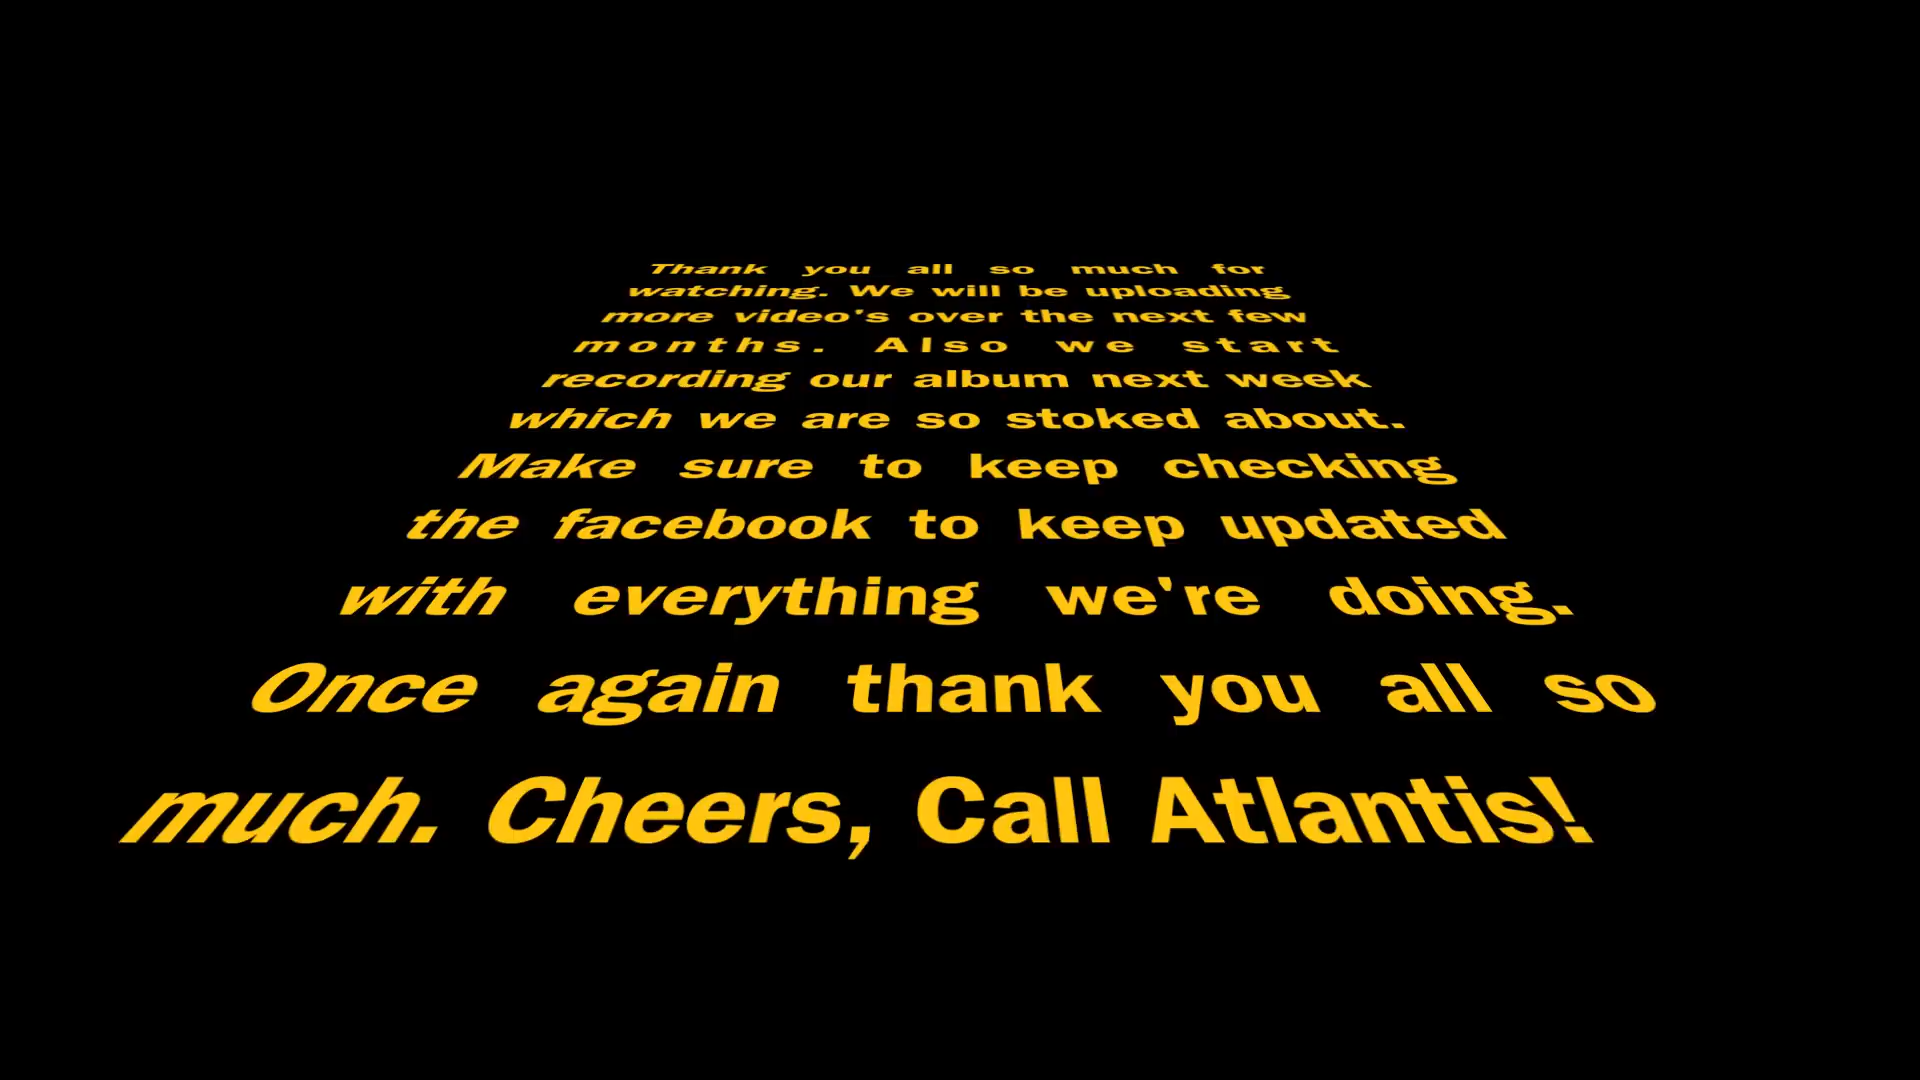 Thank you all so much for
watching. We will be uploading
more video's over the next few
months. Also we start
recording our album next week
which we are so stoked about.
Make sure to keep checking
the facebook to keep updated
with everything we're doing.
Once again thank you all so
much. Cheers, Call Atlantis!